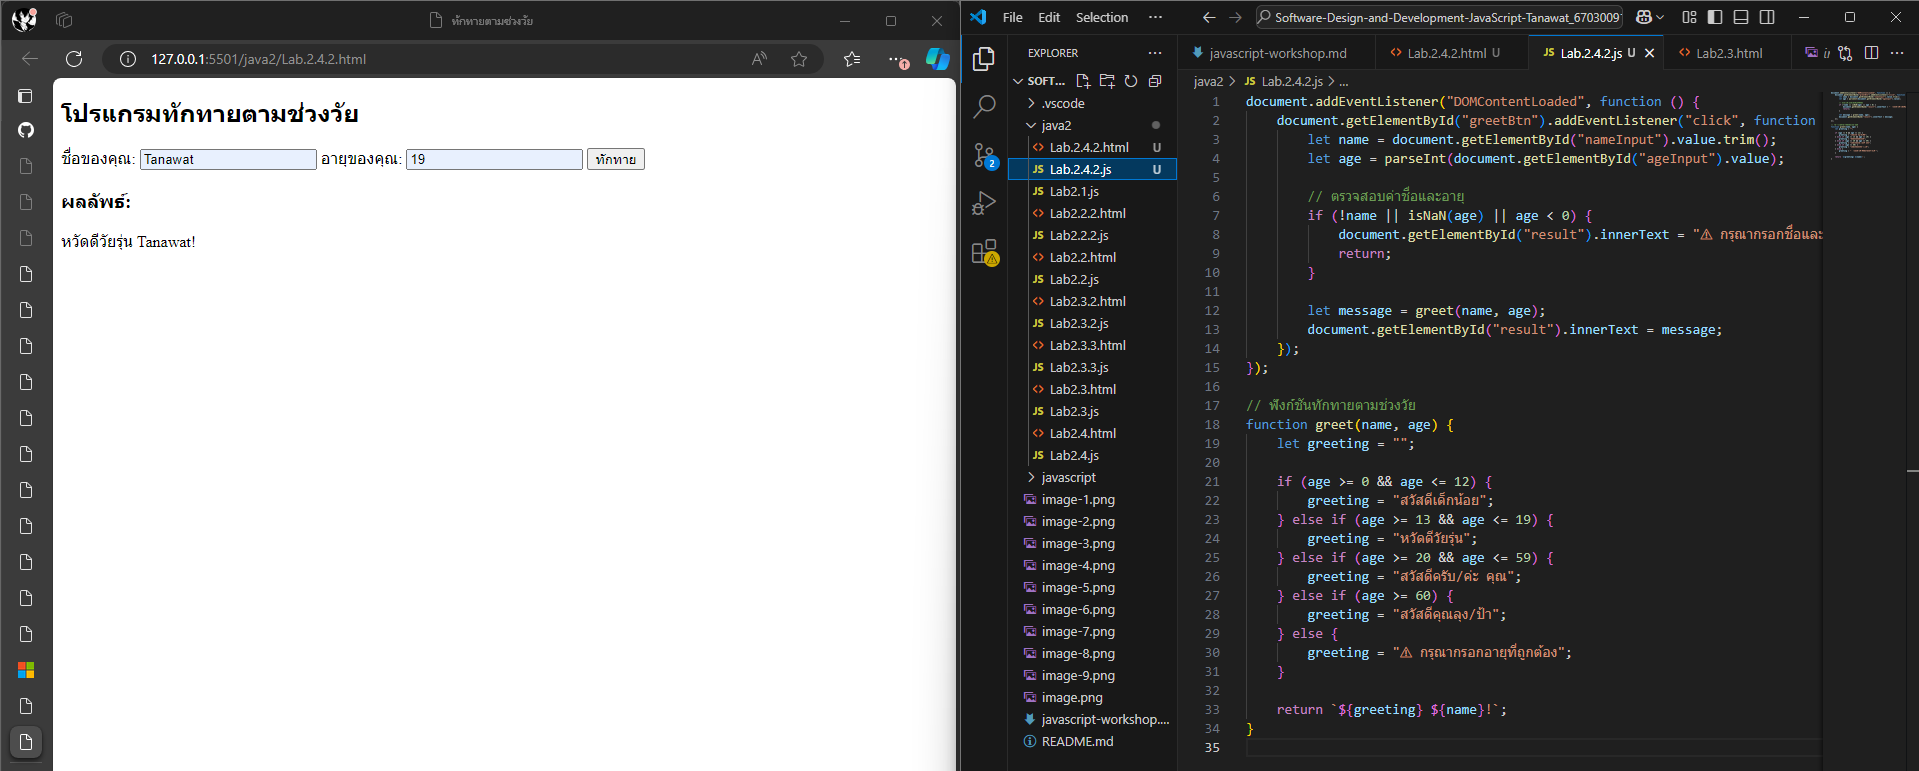 ทักทายตามช่วงวัย
127.0.0.1:5501/java2/Lab.2.4.2.html
โปรแกรมทักทายตามช่วงวัย
ชื่อของคุณ: Tanawat อายุของคุณ: 19 ทักทาย
ผลลัพธ์:
หวัดดีวัยรุ่น Tanawat!
File Edit Selection ···
Software-Design-and-Development-JavaScript-Tanawat_6703009
EXPLORER
SOFT...
.vscode
java2
Lab.2.4.2.html U
Lab.2.4.2.js U
Lab2.1.js
Lab2.2.2.html
Lab2.2.2.js
Lab2.2.html
Lab2.2.js
Lab2.3.2.html
Lab2.3.2.js
Lab2.3.3.html
Lab2.3.3.js
Lab2.3.html
Lab2.3.js
Lab2.4.html
Lab2.4.js
javascript
image-1.png
image-2.png
image-3.png
image-4.png
image-5.png
image-6.png
image-7.png
image-8.png
image-9.png
image.png
javascript-workshop....
README.md
2
javascript-workshop.md
Lab.2.4.2.html U
Lab.2.4.2.js U
Lab2.3.html
java2 > JS Lab.2.4.2.js > ...
1 document.addEventListener("DOMContentLoaded", function () {
2 document.getElementById("greetBtn").addEventListener("click", function
3 let name = document.getElementById("nameInput").value.trim();
4 let age = parseInt(document.getElementById("ageInput").value);
5
6 // ตรวจสอบค่าชื่อและอายุ
7 if (!name || isNaN(age) || age < 0) {
8 document.getElementById("result").innerText = "⚠ กรุณากรอกชื่อและ
9 return;
10 }
11
12 let message = greet(name, age);
13 document.getElementById("result").innerText = message;
14 });
15 });
16
17 // ฟังก์ชันทักทายตามช่วงวัย
18 function greet(name, age) {
19 let greeting = "";
20
21 if (age >= 0 && age <= 12) {
22 greeting = "สวัสดีเด็กน้อย";
23 } else if (age >= 13 && age <= 19) {
24 greeting = "หวัดดีวัยรุ่น";
25 } else if (age >= 20 && age <= 59) {
26 greeting = "สวัสดีครับ/ค่ะ คุณ";
27 } else if (age >= 60) {
28 greeting = "สวัสดีคุณลุง/ป้า";
29 } else {
30 greeting = "⚠ กรุณากรอกอายุที่ถูกต้อง";
31 }
32
33 return `${greeting} ${name}!`;
34 }
35